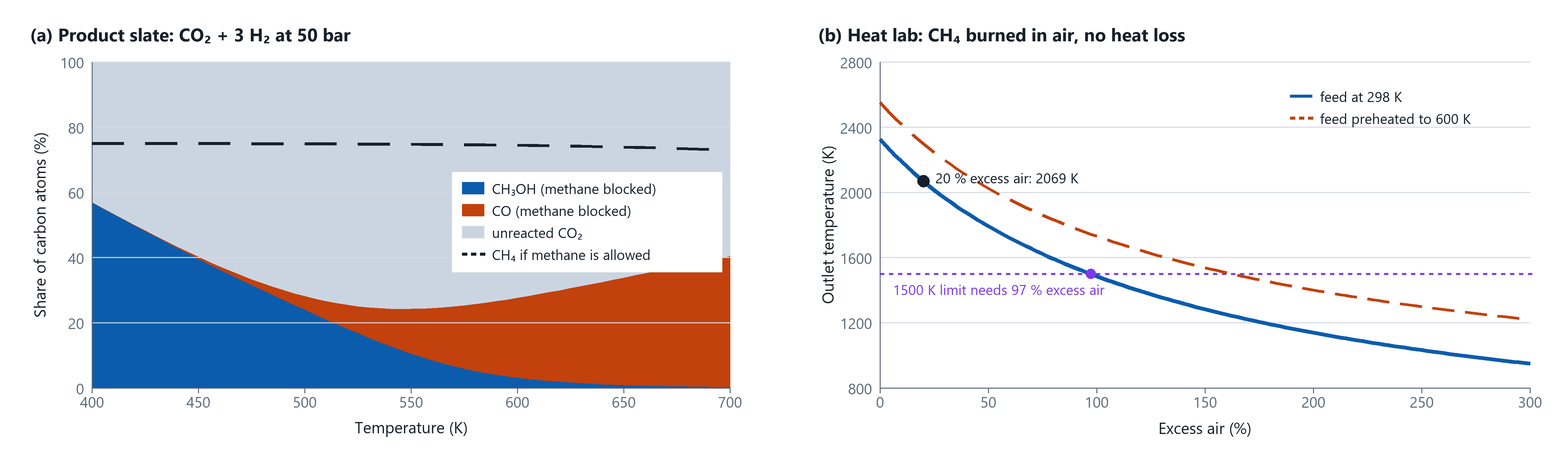 (a) Product slate: CO₂ + 3 H₂ at 50 bar
Share of carbon atoms (%)
100
80
60
40
20
0
CH₃OH (methane blocked)
CO (methane blocked)
unreacted CO₂
CH₄ if methane is allowed
400
450
500
550
600
650
700
Temperature (K)
(b) Heat lab: CH₄ burned in air, no heat loss
Outlet temperature (K)
2800
2400
2000
1600
1200
800
feed at 298 K
feed preheated to 600 K
20 % excess air: 2069 K
1500 K limit needs 97 % excess air
0
50
100
150
200
250
300
Excess air (%)